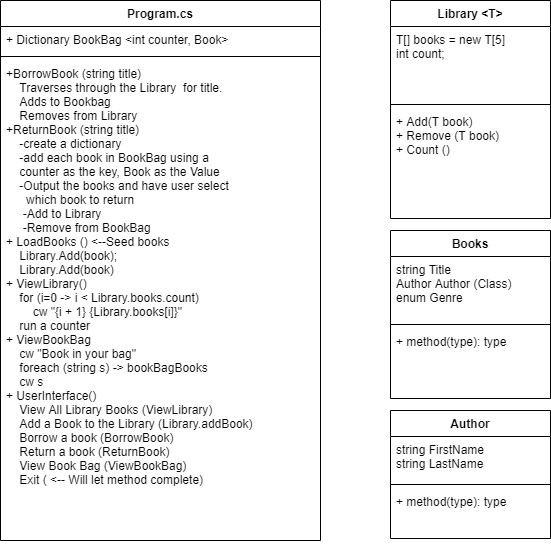 Program.cs
+ Dictionary BookBag <int counter, Book>
+BorrowBook (string title)
Traverses through the Library for title.
Adds to Bookbag
Removes from Library
+ReturnBook (string title)
-create a dictionary
-add each book in BookBag using a
counter as the key, Book as the Value
-Output the books and have user select
which book to return
-Add to Library
-Remove from BookBag
+ LoadBooks () <--Seed books
Library.Add(book);
Library.Add(book)
+ ViewLibrary()
for (i=0 -> i < Library.books.count)
cw "{i + 1} {Library.books[i]}"
run a counter
+ ViewBookBag
cw "Book in your bag"
foreach (string s) -> bookBagBooks
cw s
+ UserInterface()
View All Library Books (ViewLibrary)
Add a Book to the Library (Library.addBook)
Borrow a book (BorrowBook)
Return a book (ReturnBook)
View Book Bag (ViewBookBag)
Exit ( <-- Will let method complete)
Library <T>
T[] books = new T[5]
int count;
+ Add(T book)
+ Remove (T book)
+ Count ()
Books
string Title
Author Author (Class)
enum Genre
+ method(type): type
Author
string FirstName
string LastName
+ method(type): type